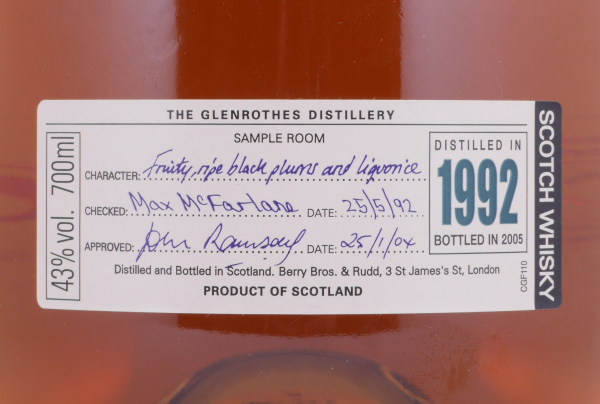 THE GLENROTHES DISTILLERY
SAMPLE ROOM
CHARACTER: Fruity, ripe black plums and liquorice
CHECKED: Max McFarlane DATE: 25/5/92
APPROVED: John Ramsay DATE: 25/1/04
Distilled and Bottled in Scotland. Berry Bros. & Rudd, 3 St James's St, London
PRODUCT OF SCOTLAND
43% vol. 700ml
DISTILLED IN
1992
BOTTLED IN 2005
CGF110
SCOTCH WHISKY